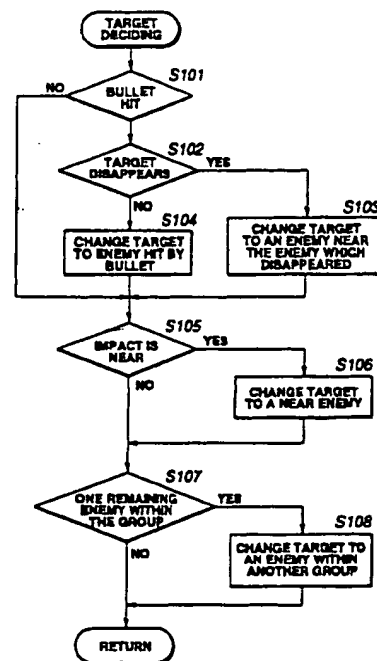 TARGET
DECIDING
S101
NO
BULLET
HIT
S102
TARGET
DISAPPEARS
YES
NO
S104
S103
CHANGE TARGET
TO ENEMY HIT BY
BULLET
CHANGE TARGET
TO AN ENEMY NEAR
THE ENEMY WHICH
DISAPPEARED
S105
IMPACT IS
NEAR
YES
NO
S106
CHANGE TARGET
TO A NEAR ENEMY
S107
ONE REMAINING
ENEMY WITHIN
THE GROUP
YES
NO
S108
CHANGE TARGET TO
AN ENEMY WITHIN
ANOTHER GROUP
RETURN